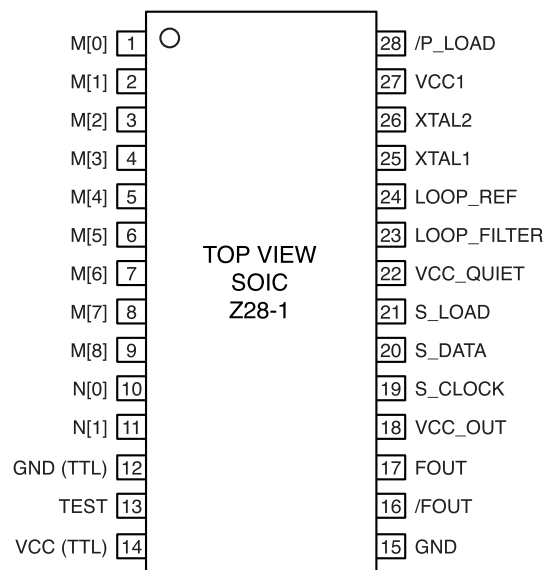 M[0] 1 28 /P_LOAD
M[1] 2 27 VCC1
M[2] 3 26 XTAL2
M[3] 4 25 XTAL1
M[4] 5 24 LOOP_REF
M[5] 6 23 LOOP_FILTER
TOP VIEW
SOIC
Z28-1
M[6] 7 22 VCC_QUIET
M[7] 8 21 S_LOAD
M[8] 9 20 S_DATA
N[0] 10 19 S_CLOCK
N[1] 11 18 VCC_OUT
GND (TTL) 12 17 FOUT
TEST 13 16 /FOUT
VCC (TTL) 14 15 GND